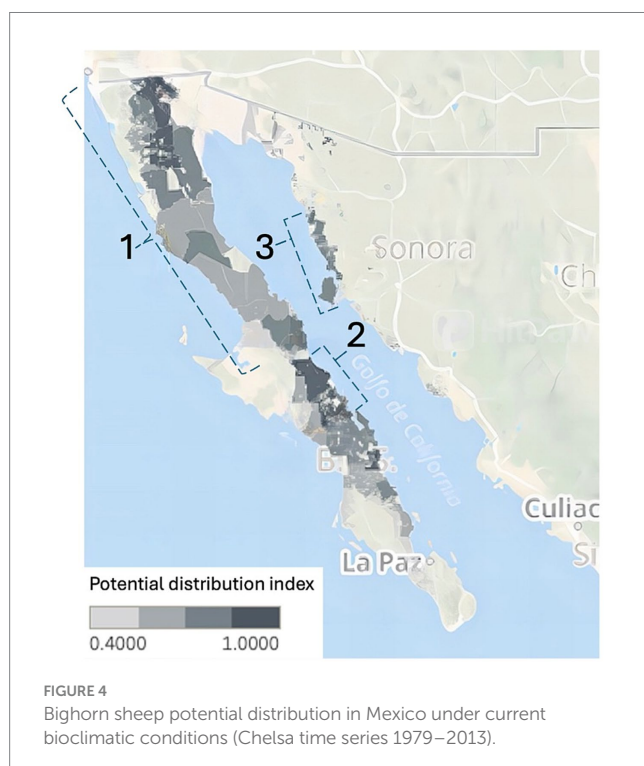 1
3
Sonora
Ch
2
Golfo de California
B. S.
Culiac
Si
La Paz
Potential distribution index
0.4000 1.0000
FIGURE 4
Bighorn sheep potential distribution in Mexico under current
bioclimatic conditions (Chelsa time series 1979–2013).